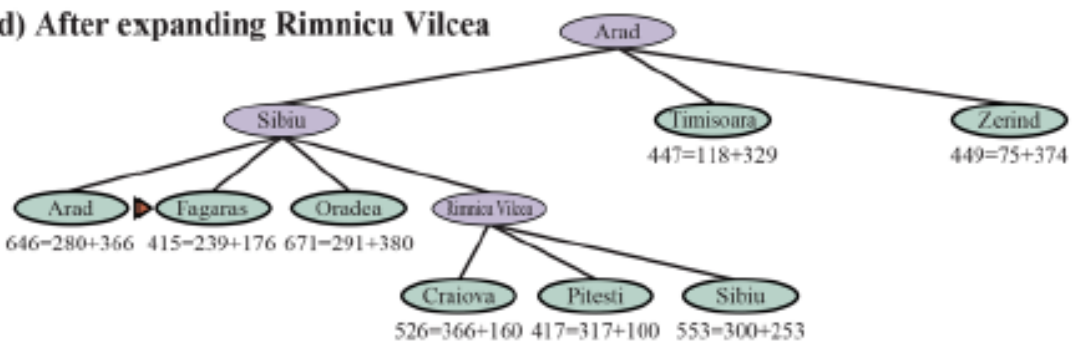 d) After expanding Rimnicu Vilcea
Arad
Sibiu
Timisoara
Zerind
447=118+329
449=75+374
Arad
Fagaras
Oradea
Rimnicu Vilcea
646=280+366
415=239+176
671=291+380
Craiova
Pitesti
Sibiu
526=366+160
417=317+100
553=300+253